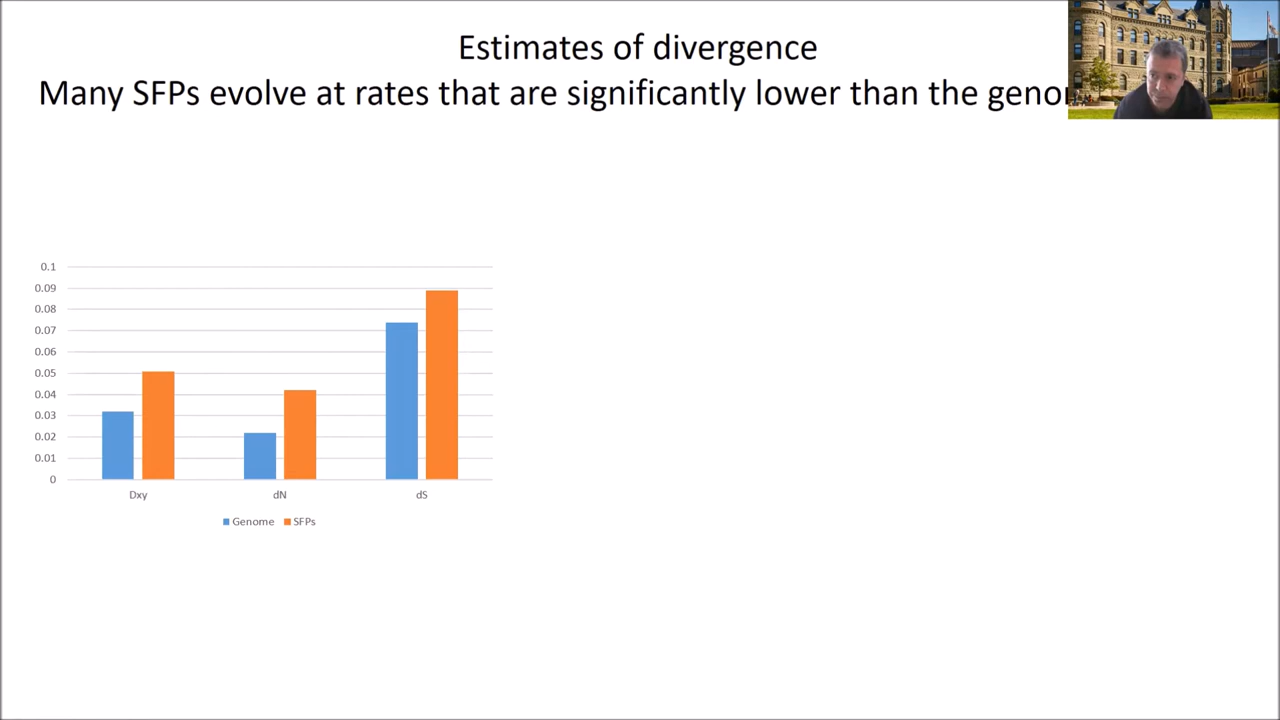 Estimates of divergence
Many SFPs evolve at rates that are significantly lower than the
0.1
0.09
0.08
0.07
0.06
0.05
0.04
0.03
0.02
0.01
0
Dxy dN dS
Genome SFPs